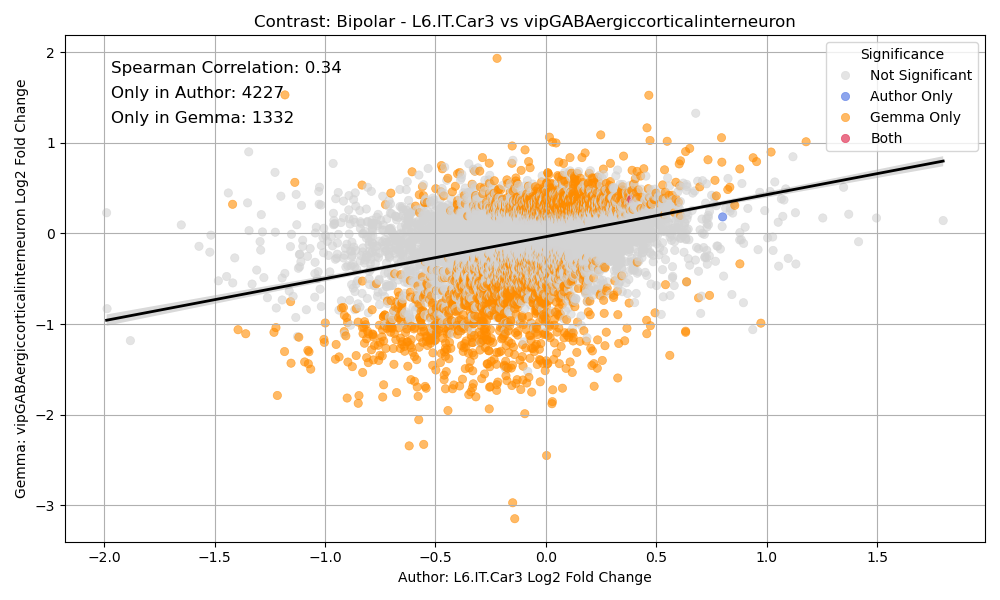 Contrast: Bipolar - L6.IT.Car3 vs vipGABAergiccorticalinterneuron
Spearman Correlation: 0.34
Only in Author: 4227
Only in Gemma: 1332
Significance
Not Significant
Author Only
Gemma Only
Both
Gemma: vipGABAergiccorticalinterneuron Log2 Fold Change
2
1
0
−1
−2
−3
−2.0
−1.5
−1.0
−0.5
0.0
0.5
1.0
1.5
Author: L6.IT.Car3 Log2 Fold Change